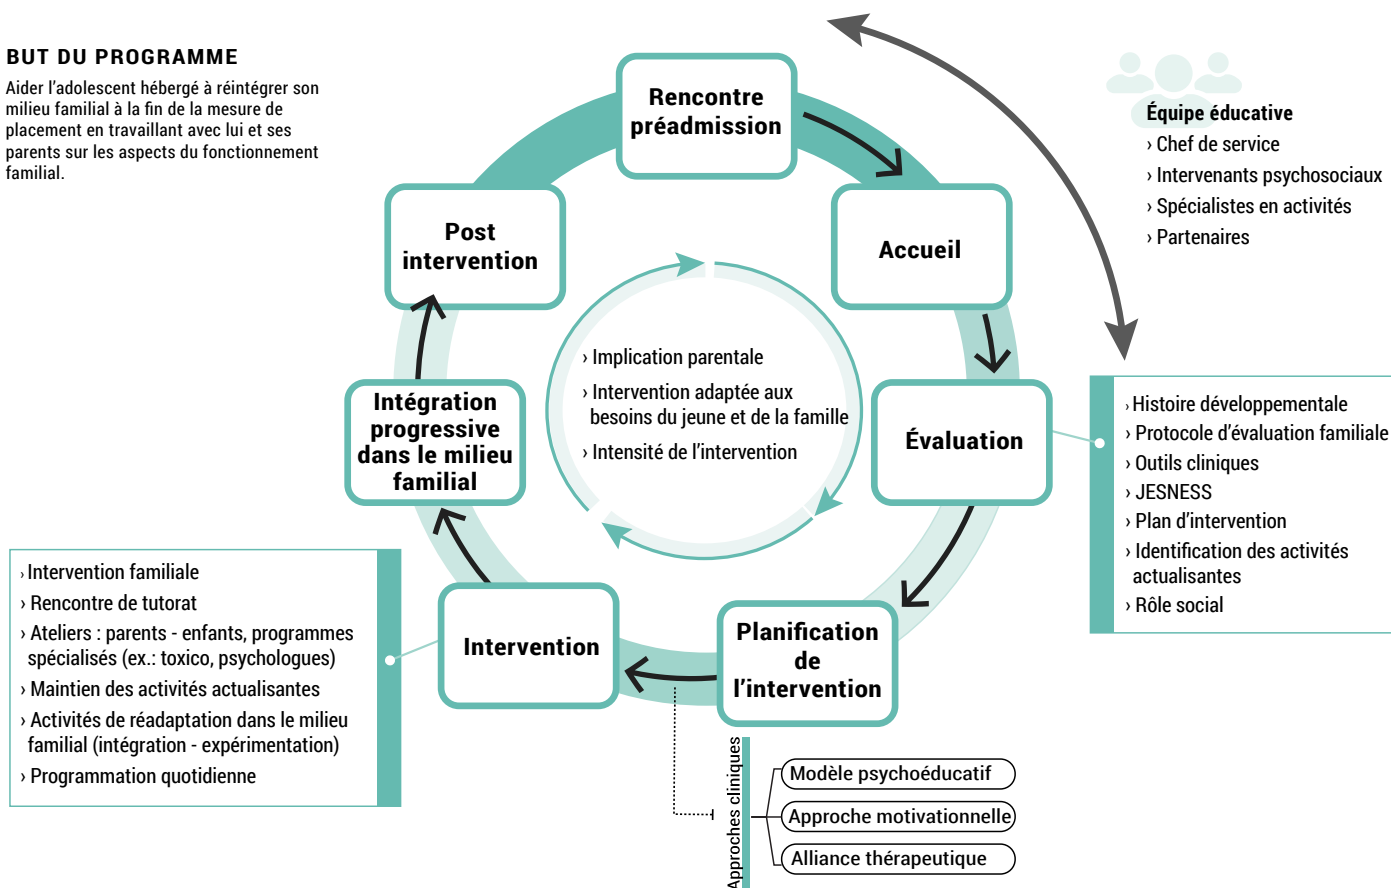 BUT DU PROGRAMME
Aider l'adolescent hébergé à réintégrer son
milieu familial à la fin de la mesure de
placement en travaillant avec lui et ses
parents sur les aspects du fonctionnement
familial.
Rencontre
préadmission
Accueil
Évaluation
Planification
de
l'intervention
Intervention
Intégration
progressive
dans le milieu
familial
Post
intervention
› Implication parentale
› Intervention adaptée aux
besoins du jeune et de la famille
› Intensité de l'intervention
Équipe éducative
› Chef de service
› Intervenants psychosociaux
› Spécialistes en activités
› Partenaires
› Histoire développementale
› Protocole d'évaluation familiale
› Outils cliniques
› JESNESS
› Plan d'intervention
› Identification des activités
actualisantes
› Rôle social
› Intervention familiale
› Rencontre de tutorat
› Ateliers : parents - enfants, programmes
spécialisés (ex.: toxico, psychologues)
› Maintien des activités actualisantes
› Activités de réadaptation dans le milieu
familial (intégration - expérimentation)
› Programmation quotidienne
Approches cliniques
Modèle psychoéducatif
Approche motivationnelle
Alliance thérapeutique